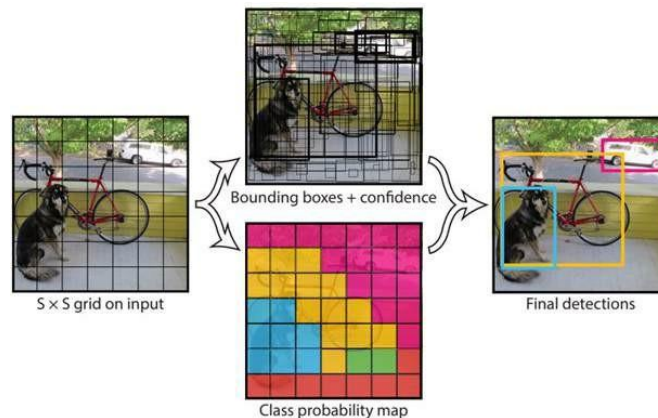 Bounding boxes + confidence
S × S grid on input
Final detections
Class probability map